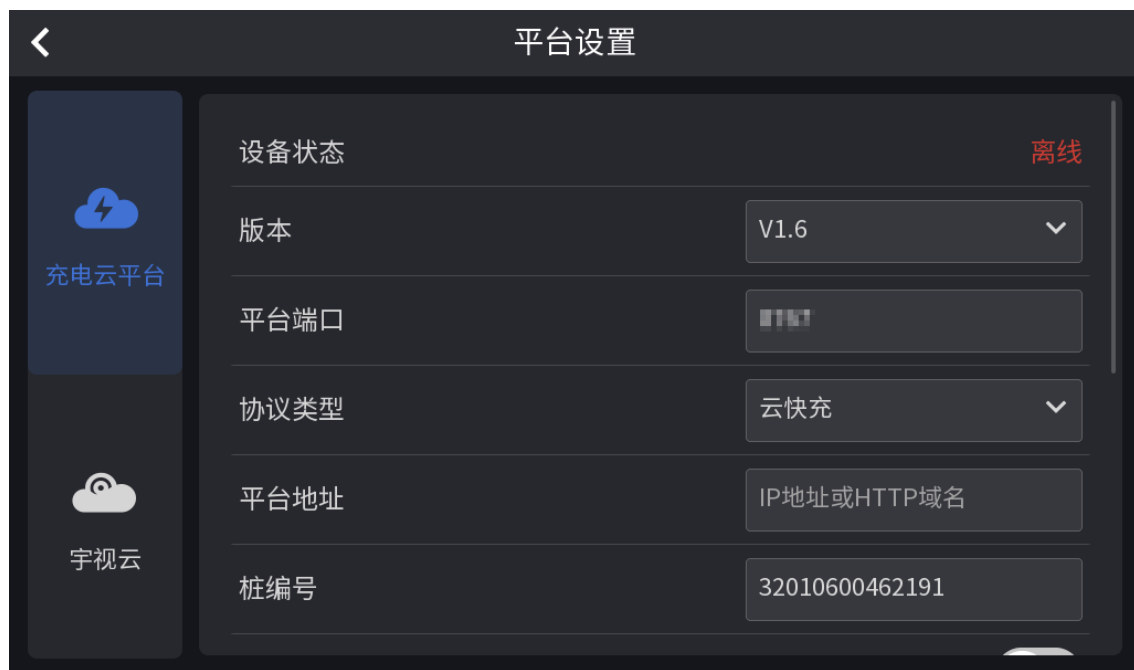 平台设置
充电云平台
宇视云
设备状态 离线
版本 V1.6
平台端口
协议类型 云快充
平台地址 IP地址或HTTP域名
桩编号 32010600462191